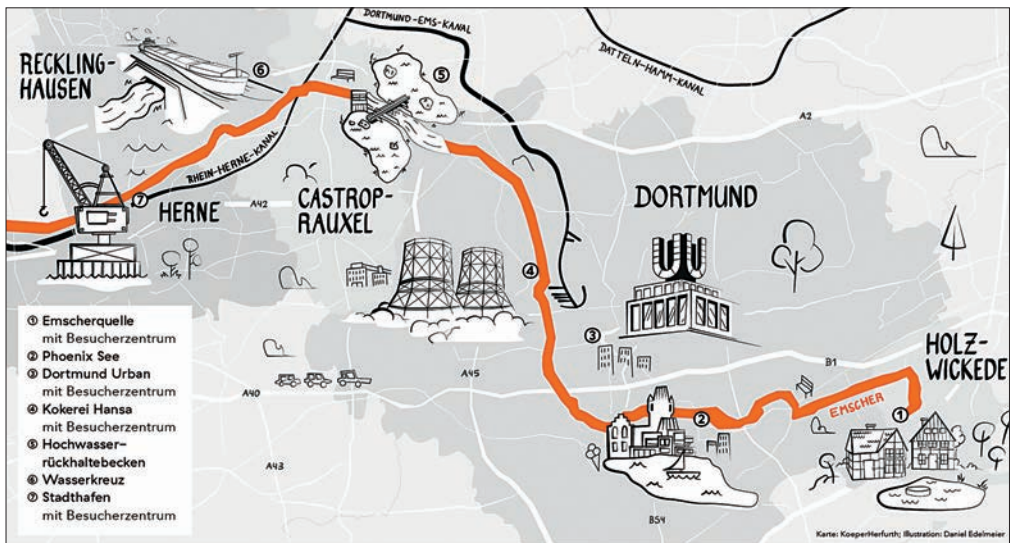 DORTMUND-EMS-KANAL
RECKLING-
HAUSEN
⑥
⑤
DATTELN-HAMM-KANAL
A2
RHEIN-HERNE-KANAL
⑦
HERNE
A42
CASTROP-
RAUXEL
DORTMUND
④
① Emscherquelle
mit Besucherzentrum
② Phoenix See
③ Dortmund Urban
mit Besucherzentrum
④ Kokerei Hansa
⑤ Hochwasser-
rückhaltebecken
⑥ Wasserkreuz
⑦ Stadthafen
mit Besucherzentrum
③
HOLZ-
WICKEDE
B1
A45
A40
EMSCHER
①
②
A43
B54
Karte: KoeperHerfurth; Illustration: Daniel Edelmeier